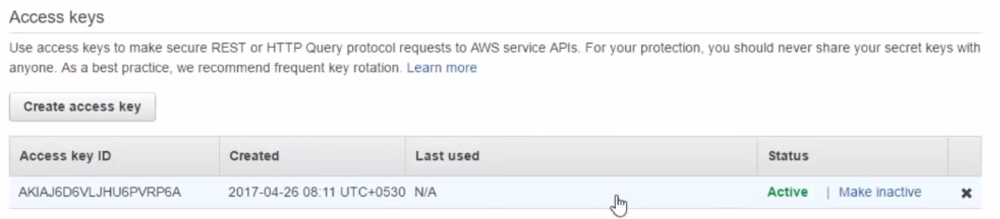 Access keys
Use access keys to make secure REST or HTTP Query protocol requests to AWS service APIs. For your protection, you should never share your secret keys with
anyone. As a best practice, we recommend frequent key rotation. Learn more
Create access key
Access key ID Created Last used Status
AKIAJ6D6VLJHU6PVRP6A 2017-04-26 08:11 UTC+0530 N/A Active | Make inactive ✖